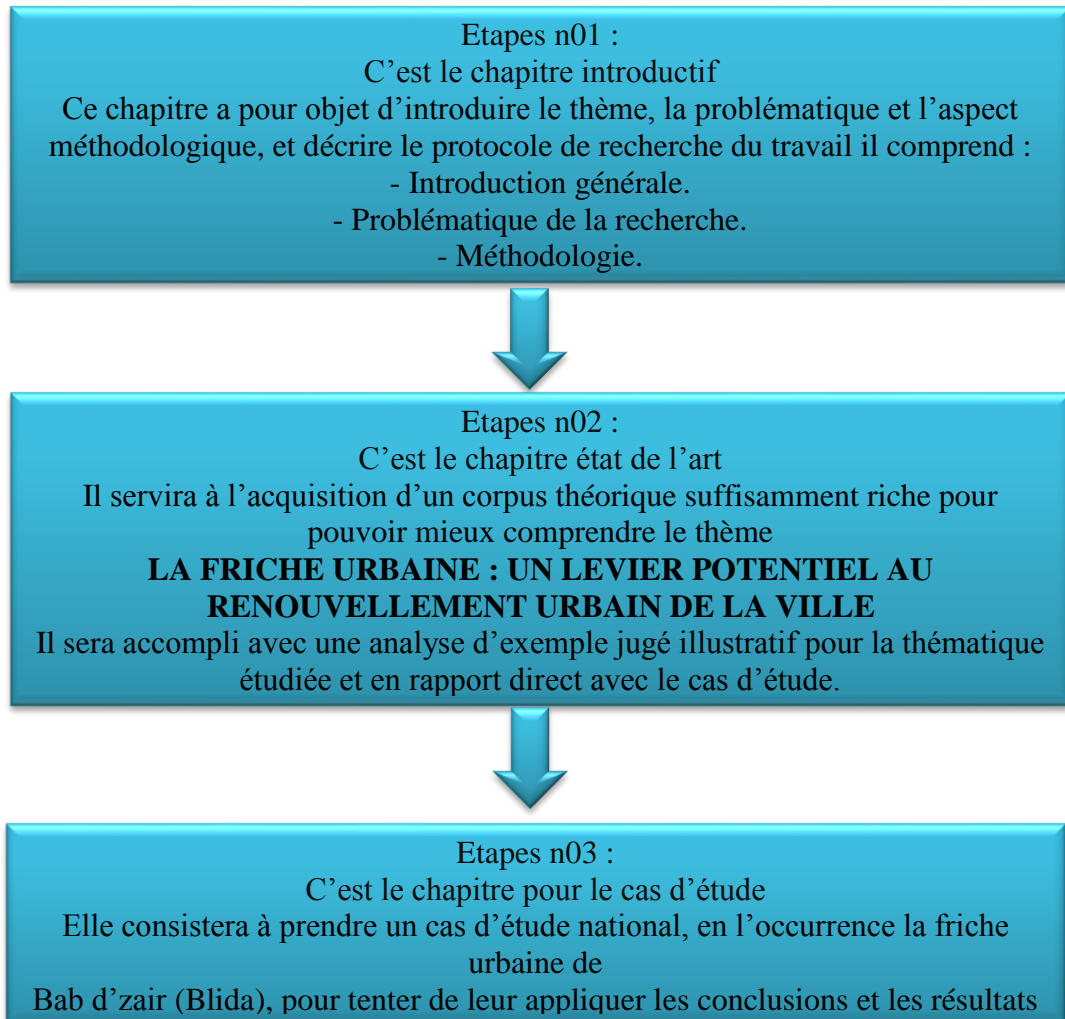 Etapes n01 :
C’est le chapitre introductif
Ce chapitre a pour objet d’introduire le thème, la problématique et l’aspect
méthodologique, et décrire le protocole de recherche du travail il comprend :
- Introduction générale.
- Problématique de la recherche.
- Méthodologie.
Etapes n02 :
C’est le chapitre état de l’art
Il servira à l’acquisition d’un corpus théorique suffisamment riche pour
pouvoir mieux comprendre le thème
LA FRICHE URBAINE : UN LEVIER POTENTIEL AU
RENOUVELLEMENT URBAIN DE LA VILLE
Il sera accompli avec une analyse d’exemple jugé illustratif pour la thématique
étudiée et en rapport direct avec le cas d’étude.
Etapes n03 :
C’est le chapitre pour le cas d’étude
Elle consistera à prendre un cas d’étude national, en l’occurrence la friche
urbaine de
Bab d’zair (Blida), pour tenter de leur appliquer les conclusions et les résultats